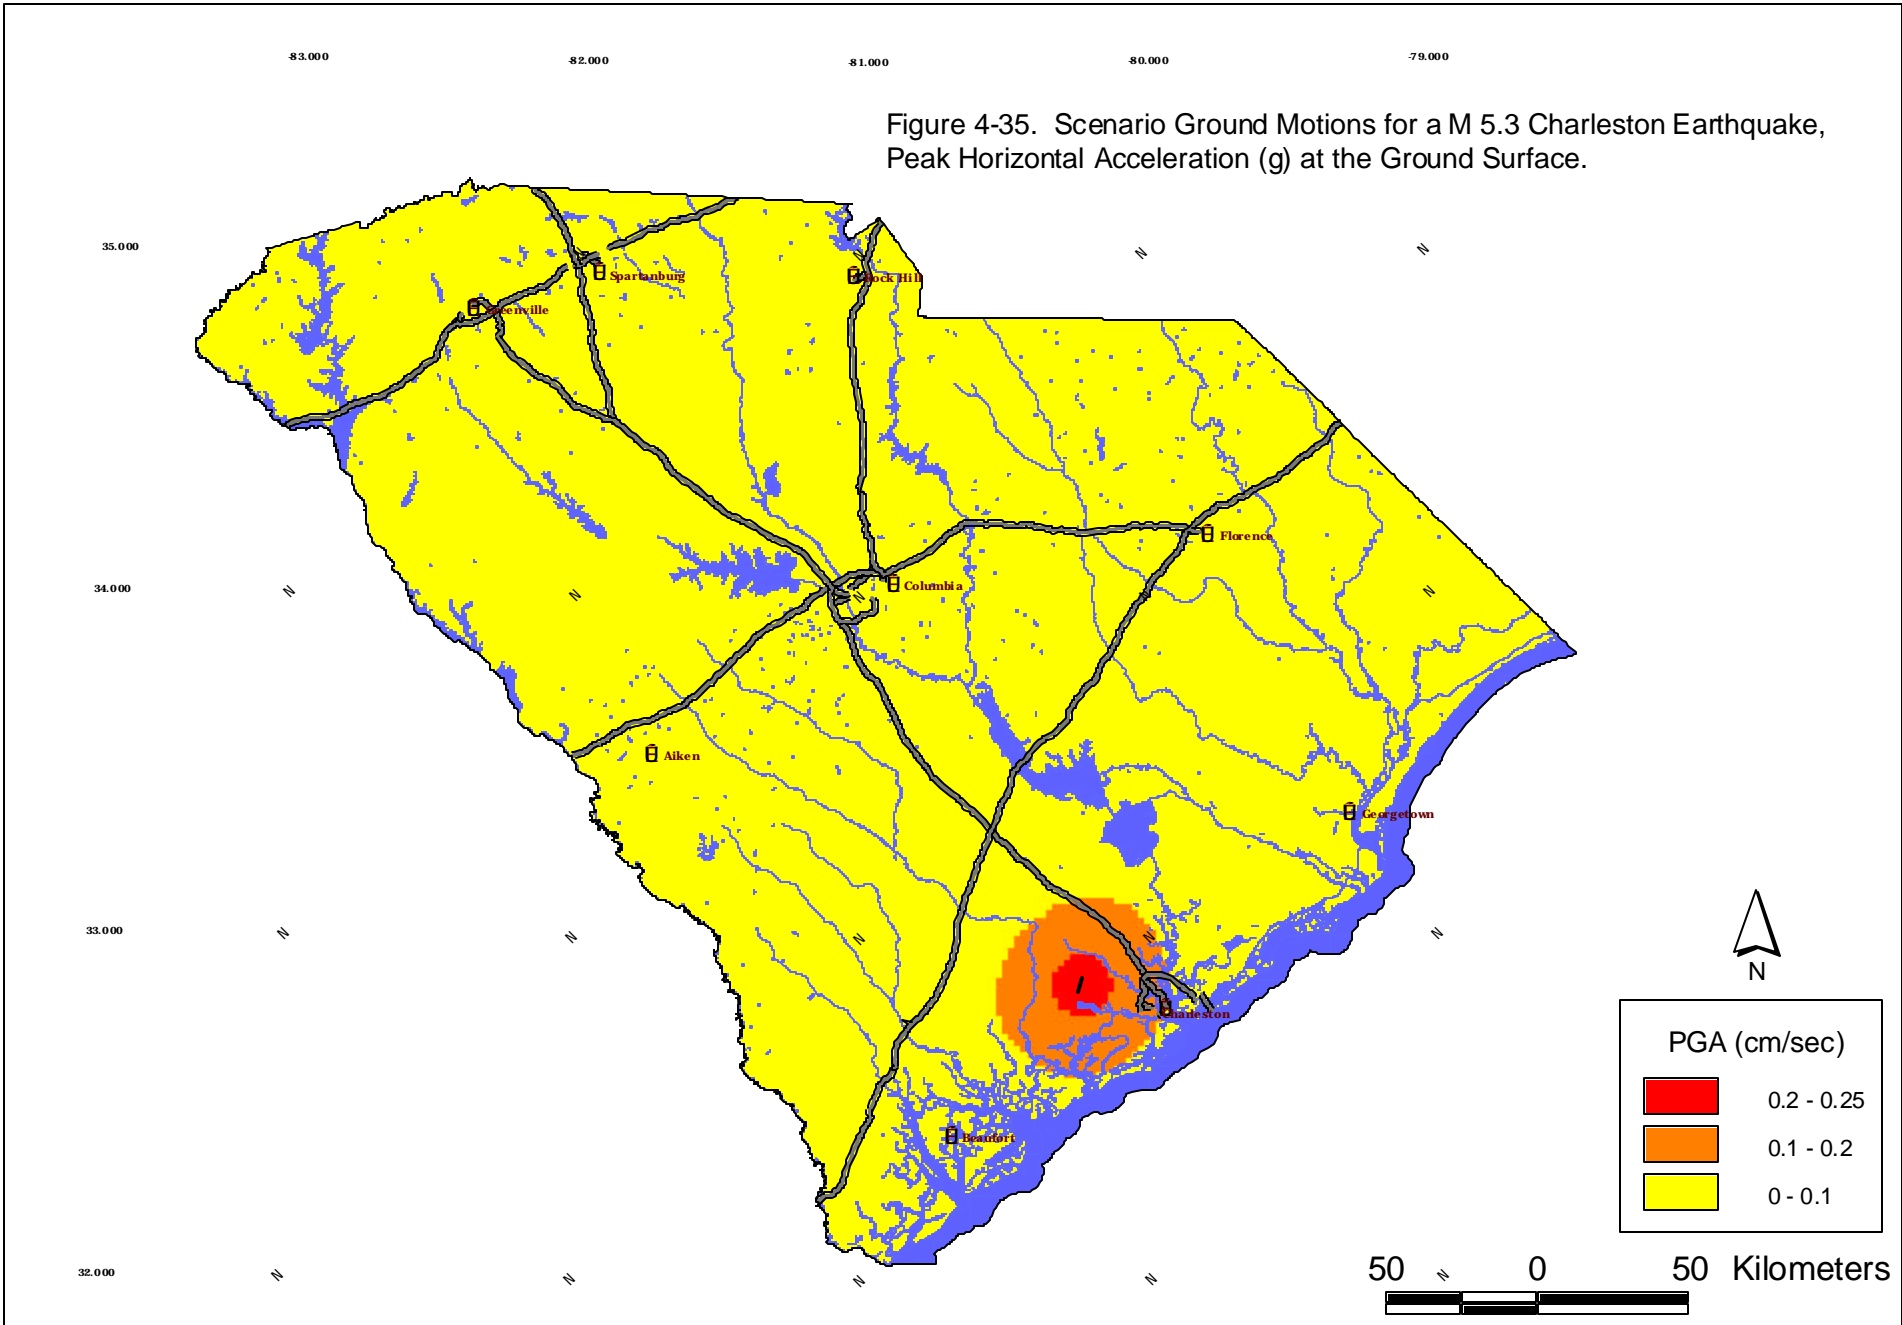 -83.000
-82.000
-81.000
-80.000
-79.000
Figure 4-35. Scenario Ground Motions for a M 5.3 Charleston Earthquake,
Peak Horizontal Acceleration (g) at the Ground Surface.
35.000
N
N
Spartanburg
Rock Hill
Greenville
Florence
34.000
N
N
N
N
N
Columbia
Aiken
Georgetown
33.000
N
N
N
N
N
N
Charleston
PGA (cm/sec)
0.2 - 0.25
0.1 - 0.2
0 - 0.1
Beaufort
32.000
N
N
N
N
N
50 0 50 Kilometers